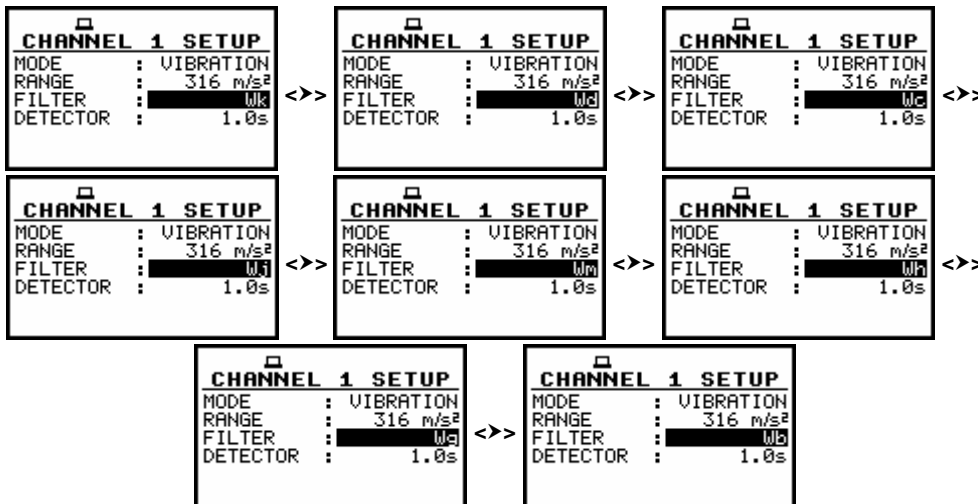 CHANNEL 1 SETUP
MODE : VIBRATION
RANGE : 316 m/s²
FILTER : Wk
DETECTOR : 1.0s
<➤>
CHANNEL 1 SETUP
MODE : VIBRATION
RANGE : 316 m/s²
FILTER : Wd
DETECTOR : 1.0s
<➤>
CHANNEL 1 SETUP
MODE : VIBRATION
RANGE : 316 m/s²
FILTER : Wc
DETECTOR : 1.0s
<➤>
CHANNEL 1 SETUP
MODE : VIBRATION
RANGE : 316 m/s²
FILTER : Wj
DETECTOR : 1.0s
<➤>
CHANNEL 1 SETUP
MODE : VIBRATION
RANGE : 316 m/s²
FILTER : Wm
DETECTOR : 1.0s
<➤>
CHANNEL 1 SETUP
MODE : VIBRATION
RANGE : 316 m/s²
FILTER : Wh
DETECTOR : 1.0s
<➤>
CHANNEL 1 SETUP
MODE : VIBRATION
RANGE : 316 m/s²
FILTER : Wg
DETECTOR : 1.0s
<➤>
CHANNEL 1 SETUP
MODE : VIBRATION
RANGE : 316 m/s²
FILTER : Wb
DETECTOR : 1.0s